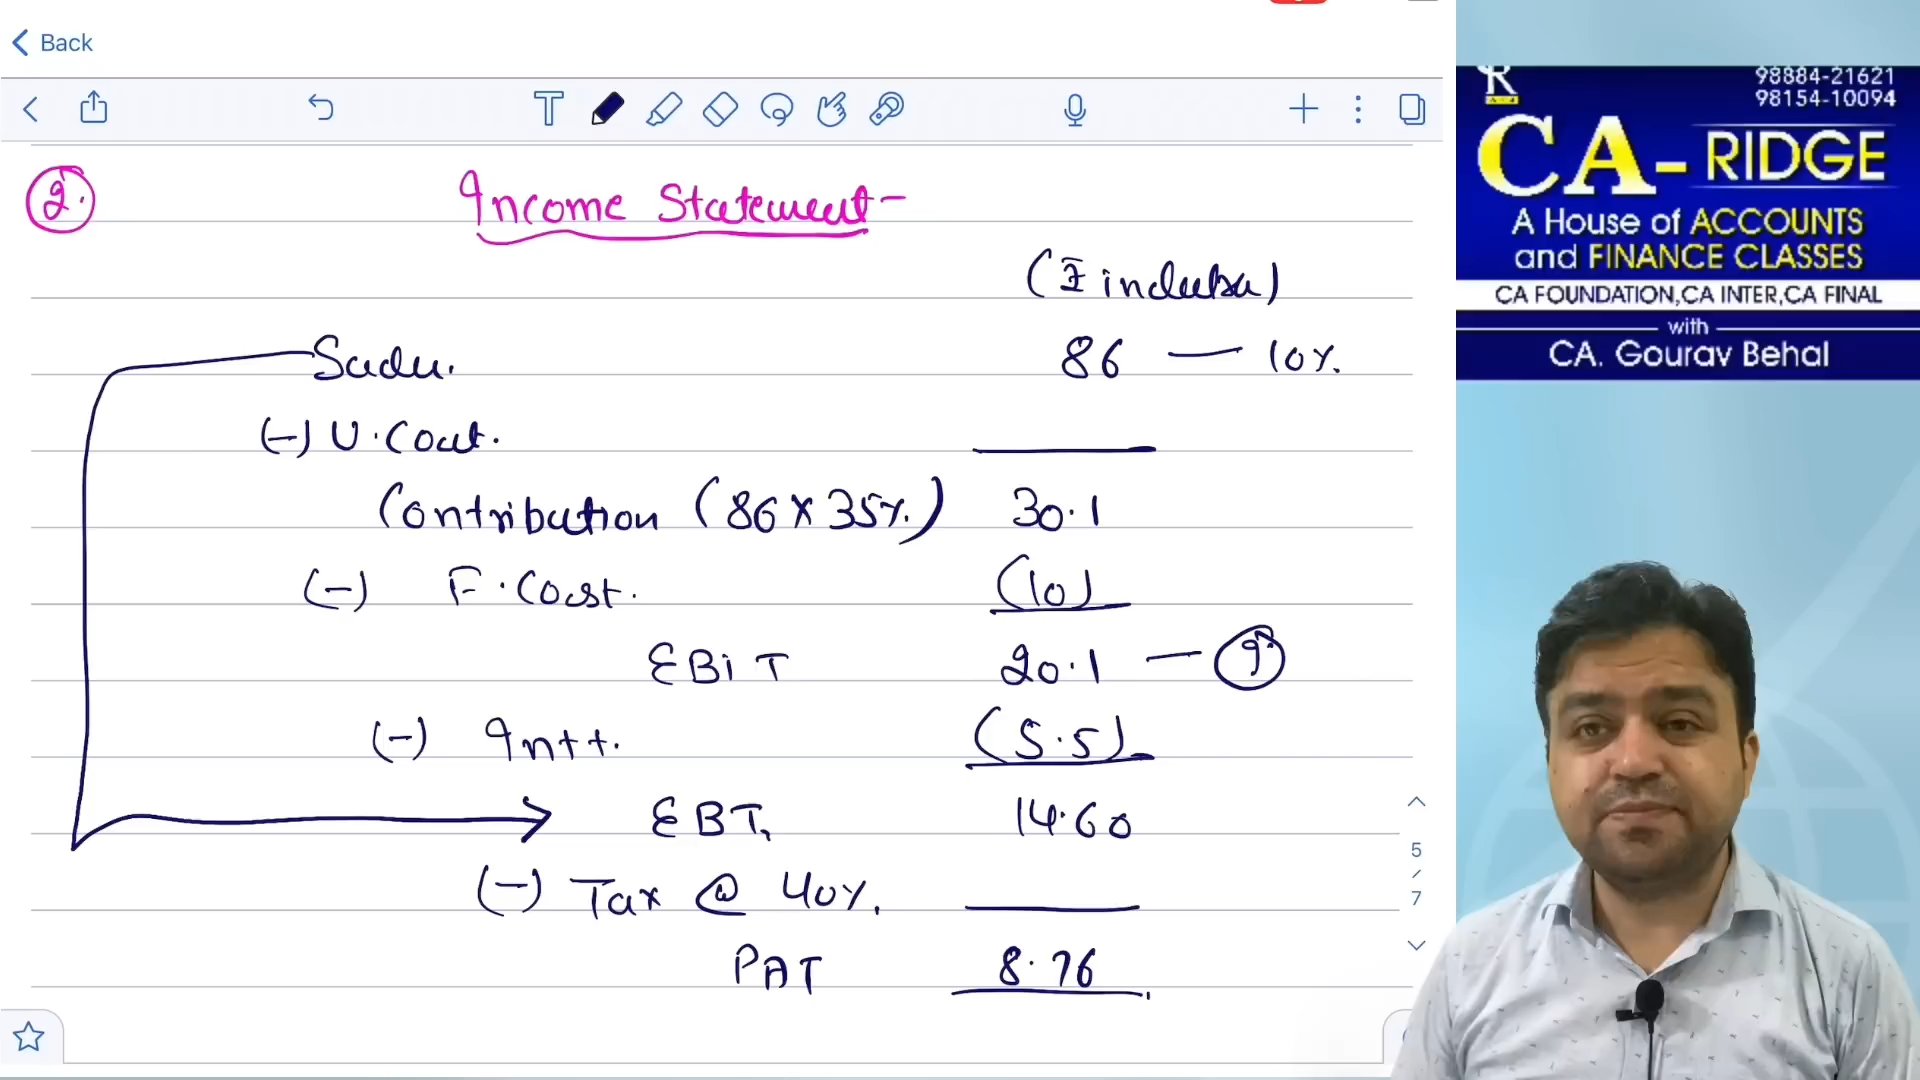 Back
2.
Income Statement-
(₹ in lakhs)
Sales.
86 — 10%.
(-) V. Cost.
Contribution (86 x 35%.) 30.1
(-) F. Cost. (10)
EBIT 20.1 —
(-) Intt. (5.5)
EBT, 14.60
(-) Tax @ 40%.
PAT 8.76
5
/
7
98884-21621
98154-10094
CA- RIDGE
A House of ACCOUNTS
and FINANCE CLASSES
CA FOUNDATION,CA INTER,CA FINAL
with
CA. Gourav Behal